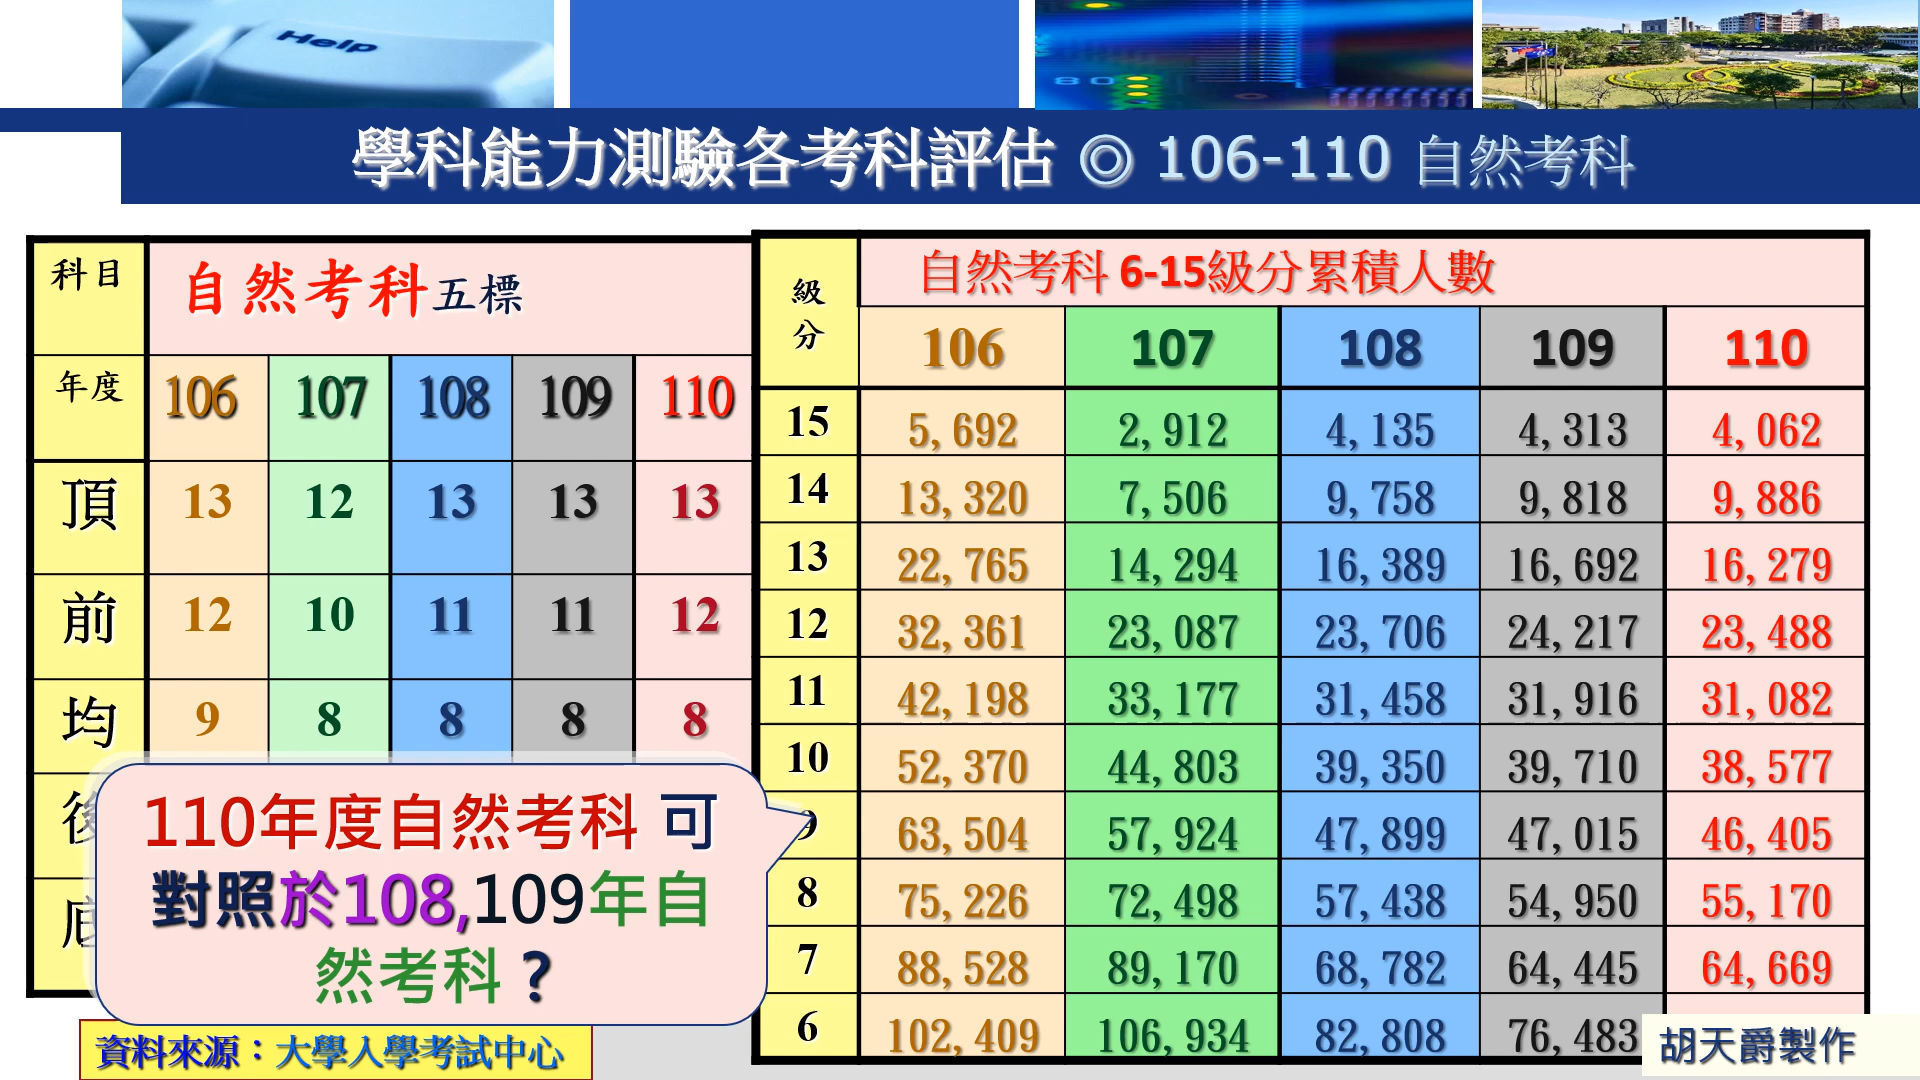 Help
學科能力測驗各考科評估 ◎ 106-110 自然考科
科目 自然考科五標
年度 106 107 108 109 110
頂 13 12 13 13 13
前 12 10 11 11 12
均 9 8 8 8 8
後
底
級分 自然考科 6-15級分累積人數
106 107 108 109 110
15 5,692 2,912 4,135 4,313 4,062
14 13,320 7,506 9,758 9,818 9,886
13 22,765 14,294 16,389 16,692 16,279
12 32,361 23,087 23,706 24,217 23,488
11 42,198 33,177 31,458 31,916 31,082
10 52,370 44,803 39,350 39,710 38,577
9 63,504 57,924 47,899 47,015 46,405
8 75,226 72,498 57,438 54,950 55,170
7 88,528 89,170 68,782 64,445 64,669
6 102,409 106,934 82,808 76,483
110年度自然考科 可
對照於108,109年自
然考科？
資料來源：大學入學考試中心
胡天爵製作